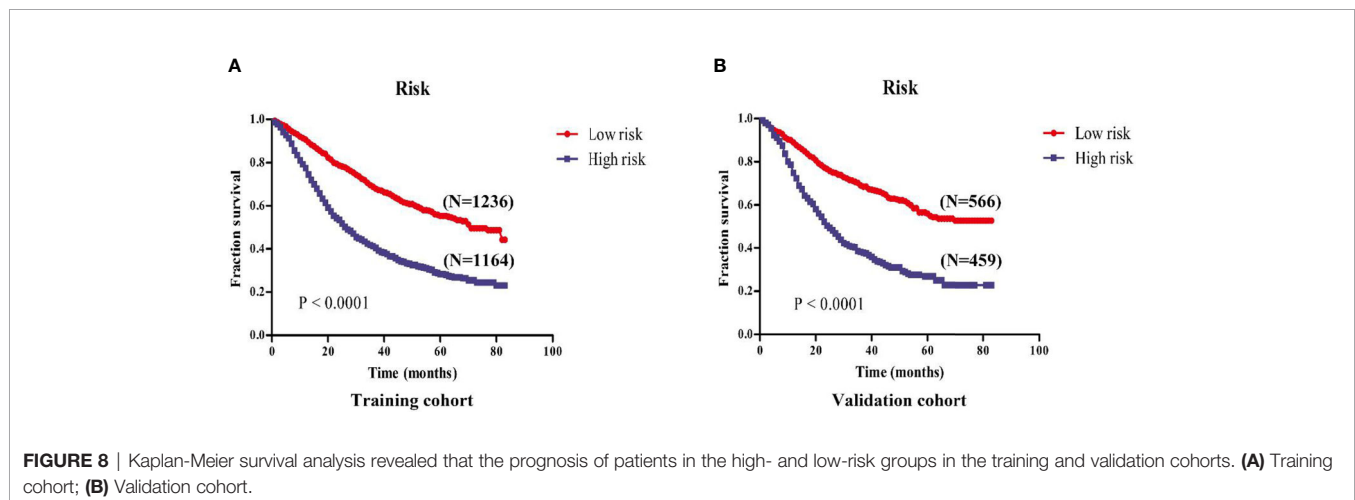 A
Risk
1.0
0.8
0.6
0.4
0.2
0.0
Fraction survival
0
20
40
60
80
100
Time (months)
Low risk
High risk
(N=1236)
(N=1164)
P < 0.0001
Training cohort
B
Risk
1.0
0.8
0.6
0.4
0.2
0.0
Fraction survival
0
20
40
60
80
100
Time (months)
Low risk
High risk
(N=566)
(N=459)
P < 0.0001
Validation cohort
FIGURE 8 | Kaplan-Meier survival analysis revealed that the prognosis of patients in the high- and low-risk groups in the training and validation cohorts. (A) Training
cohort; (B) Validation cohort.